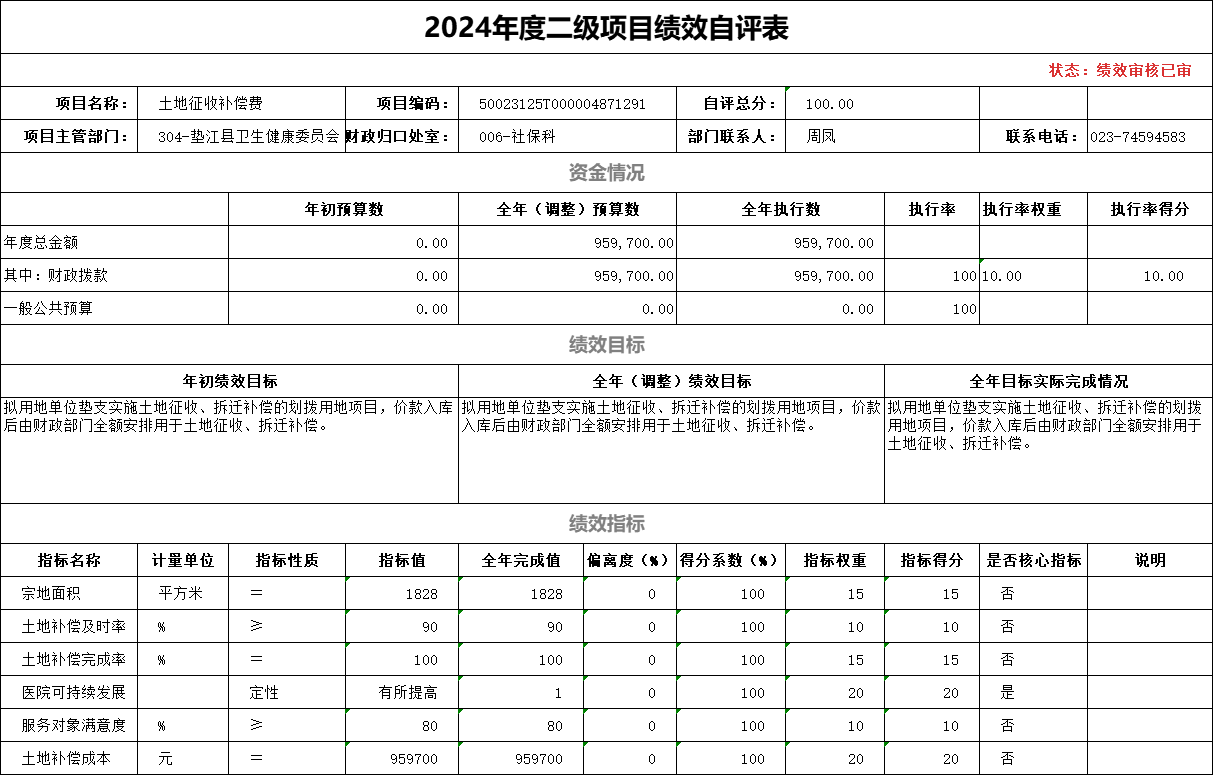 2024年度二级项目绩效自评表
状态：绩效审核已审
项目名称： 土地征收补偿费 项目编码： 50023125T000004871291 自评总分： 100.00
项目主管部门： 304-垫江县卫生健康委员会 财政归口处室： 006-社保科 部门联系人： 周凤 联系电话： 023-74594583
资金情况
年初预算数 全年（调整）预算数 全年执行数 执行率 执行率权重 执行率得分
年度总金额 0.00 959,700.00 959,700.00
其中：财政拨款 0.00 959,700.00 959,700.00 100 10.00 10.00
一般公共预算 0.00 0.00 0.00 100
绩效目标
年初绩效目标 全年（调整）绩效目标 全年目标实际完成情况
拟用地单位垫支实施土地征收、拆迁补偿的划拨用地项目，价款入库
后由财政部门全额安排用于土地征收、拆迁补偿。
拟用地单位垫支实施土地征收、拆迁补偿的划拨用地项目，价款
入库后由财政部门全额安排用于土地征收、拆迁补偿。
拟用地单位垫支实施土地征收、拆迁补偿的划拨
用地项目，价款入库后由财政部门全额安排用于
土地征收、拆迁补偿。
绩效指标
指标名称 计量单位 指标性质 指标值 全年完成值 偏离度（%） 得分系数（%） 指标权重 指标得分 是否核心指标 说明
宗地面积 平方米 ＝ 1828 1828 0 100 15 15 否
土地补偿及时率 % ≥ 90 90 0 100 10 10 否
土地补偿完成率 % ＝ 100 100 0 100 15 15 否
医院可持续发展 定性 有所提高 1 0 100 20 20 是
服务对象满意度 % ≥ 80 80 0 100 10 10 否
土地补偿成本 元 ＝ 959700 959700 0 100 20 20 否